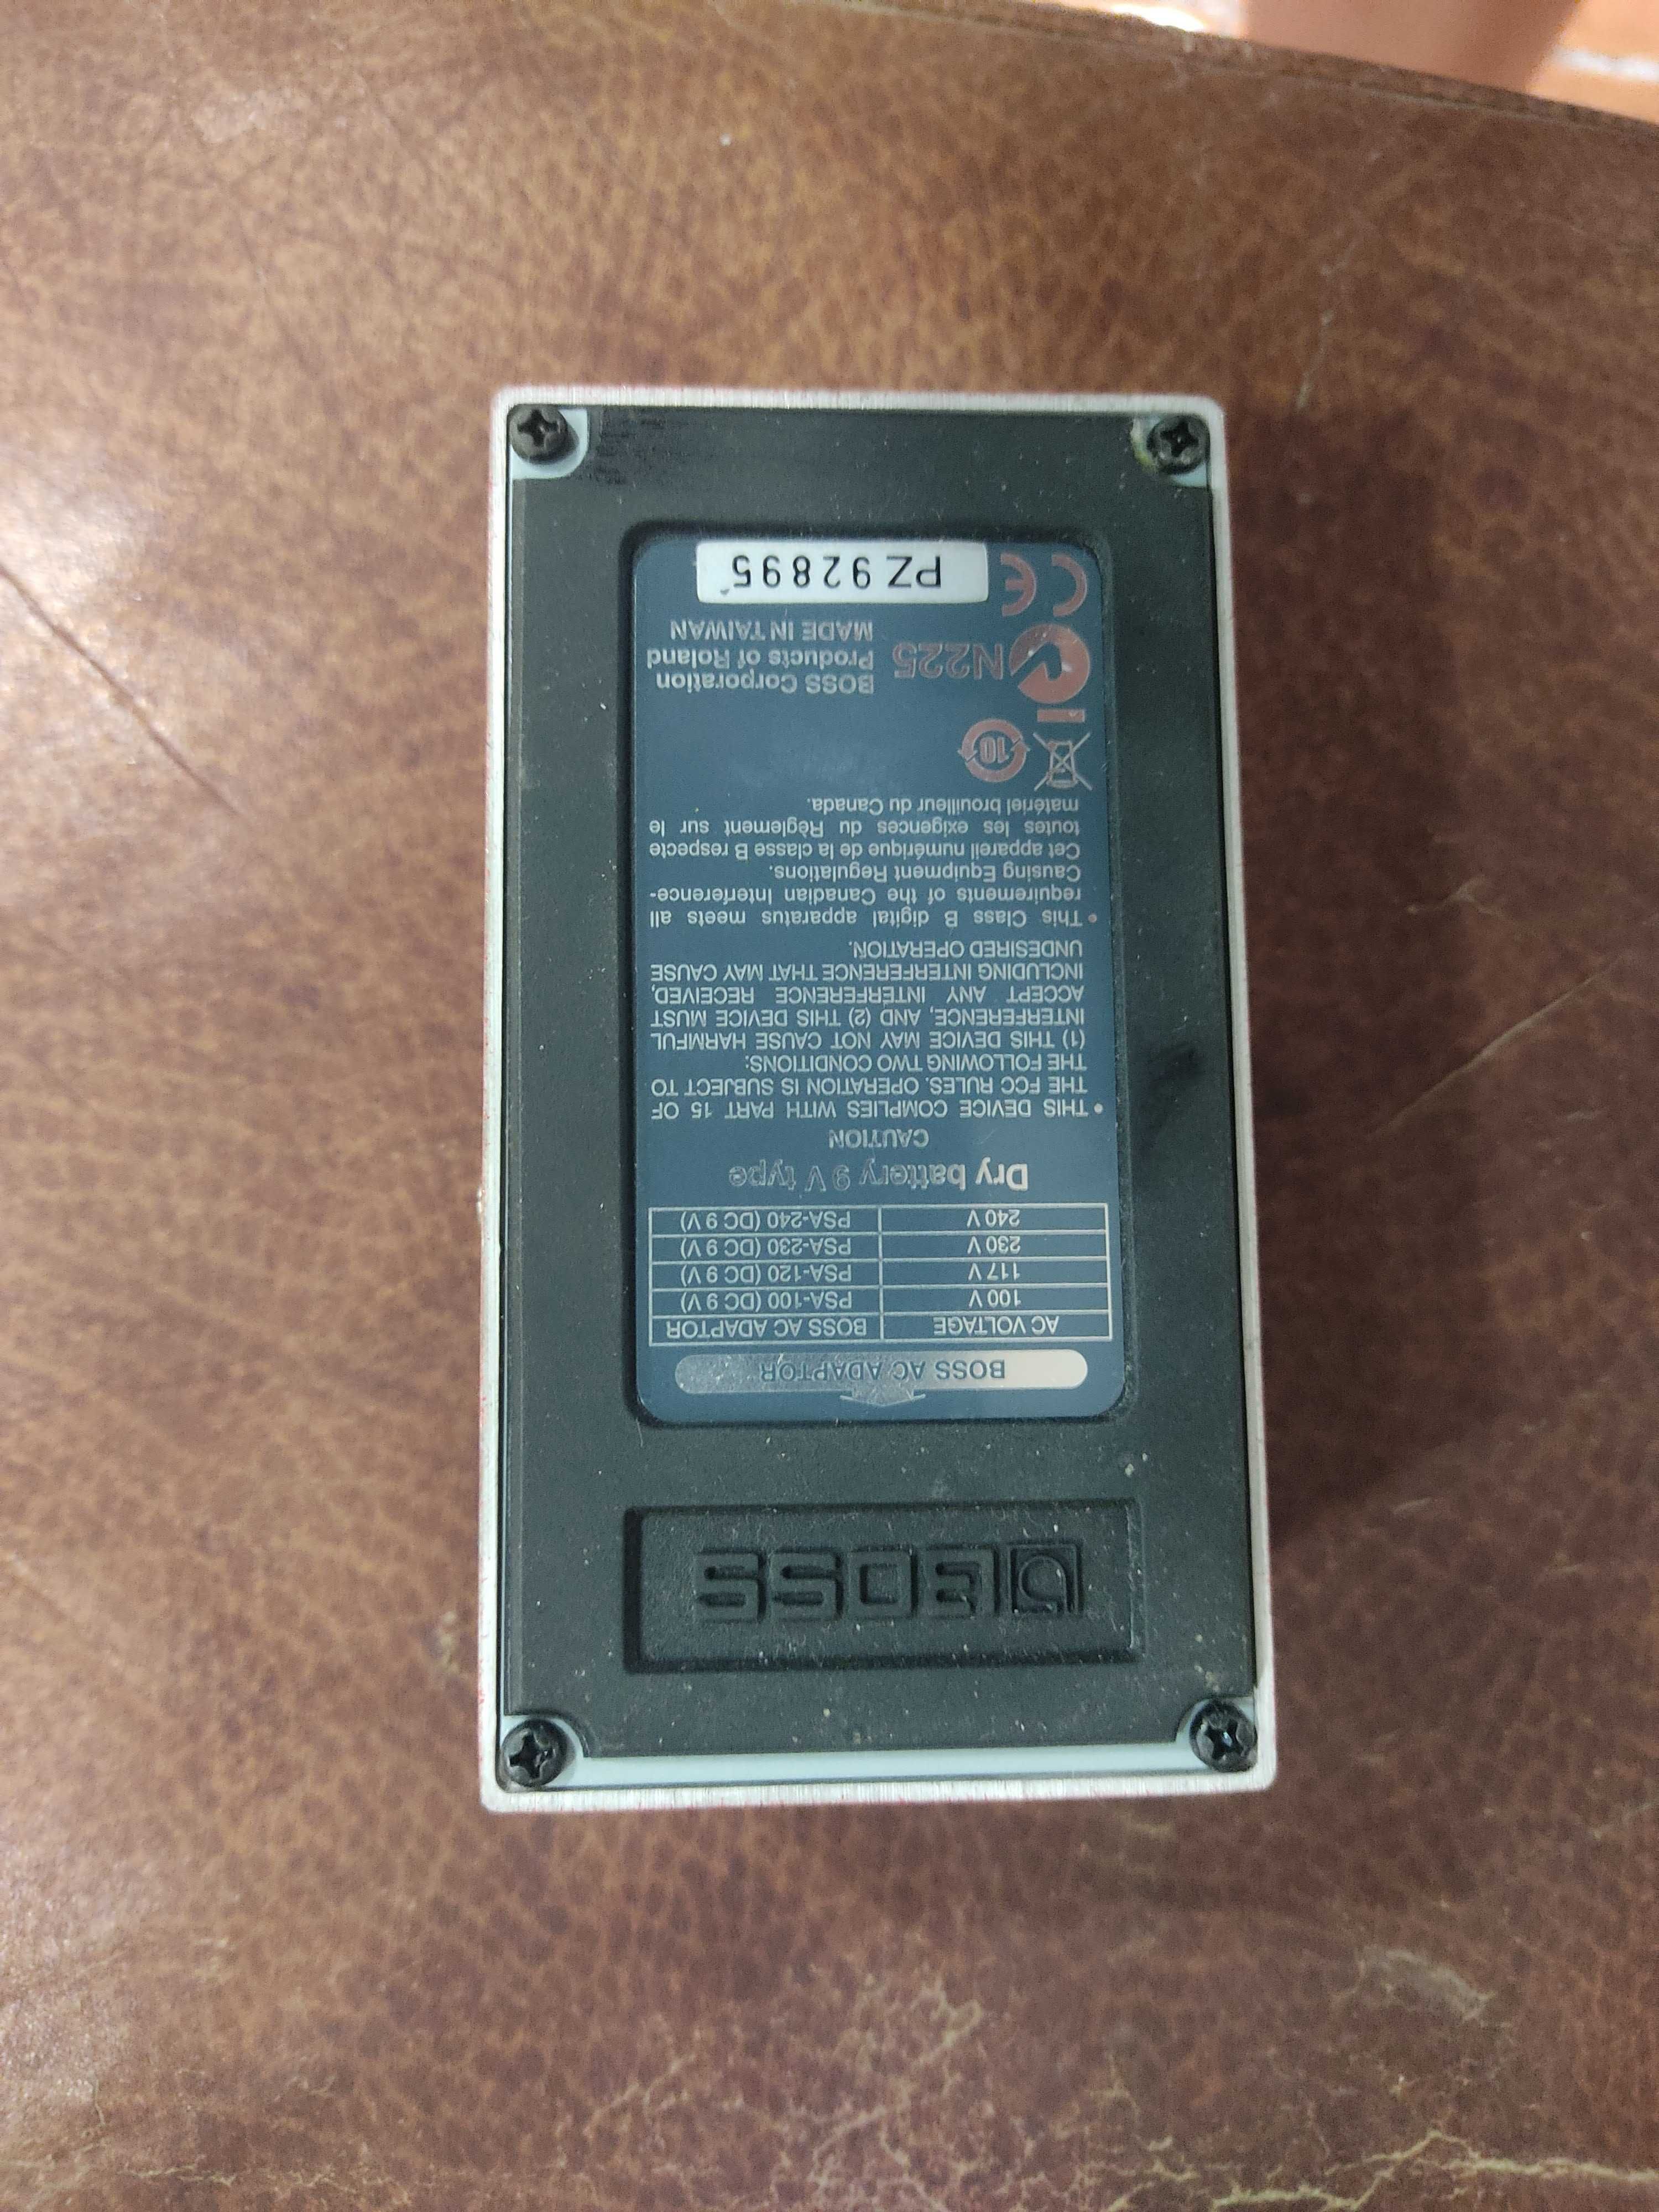 BOSS
BOSS AC ADAPTOR
AC VOLTAGE BOSS AC ADAPTOR
100 V PSA-100 (DC 9 V)
117 V PSA-120 (DC 9 V)
230 V PSA-230 (DC 9 V)
240 V PSA-240 (DC 9 V)
Dry battery 9 V type
CAUTION
• THIS DEVICE COMPLIES WITH PART 15 OF
THE FCC RULES. OPERATION IS SUBJECT TO
THE FOLLOWING TWO CONDITIONS:
(1) THIS DEVICE MAY NOT CAUSE HARMFUL
INTERFERENCE, AND (2) THIS DEVICE MUST
ACCEPT ANY INTERFERENCE RECEIVED,
INCLUDING INTERFERENCE THAT MAY CAUSE
UNDESIRED OPERATION.
• This Class B digital apparatus meets all
requirements of the Canadian Interference-
Causing Equipment Regulations.
Cet appareil numérique de la classe B respecte
toutes les exigences du Règlement sur le
matériel brouilleur du Canada.
10
N225
BOSS Corporation
Products of Roland
MADE IN TAIWAN
CE
PZ92895